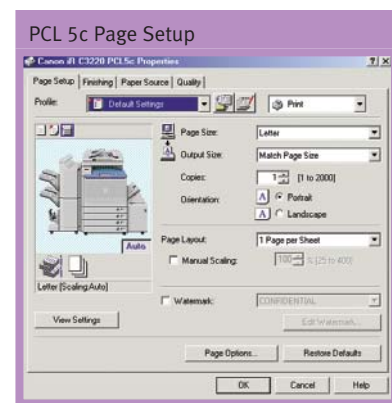 PCL 5c Page Setup
Canon iR C3220 PCL5c Properties
Page Setup Finishing Paper Source Quality
Profile: Default Settings Print
Page Size: Letter
Output Size: Match Page Size
Copies: 1 [1 to 2000]
Orientation: A Portrait
A Landscape
Auto
Page Layout: 1 Page per Sheet
Manual Scaling: 100 % [25 to 400]
Letter [Scaling:Auto]
Watermark: CONFIDENTIAL
View Settings Edit Watermark...
Page Options... Restore Defaults
OK Cancel Help